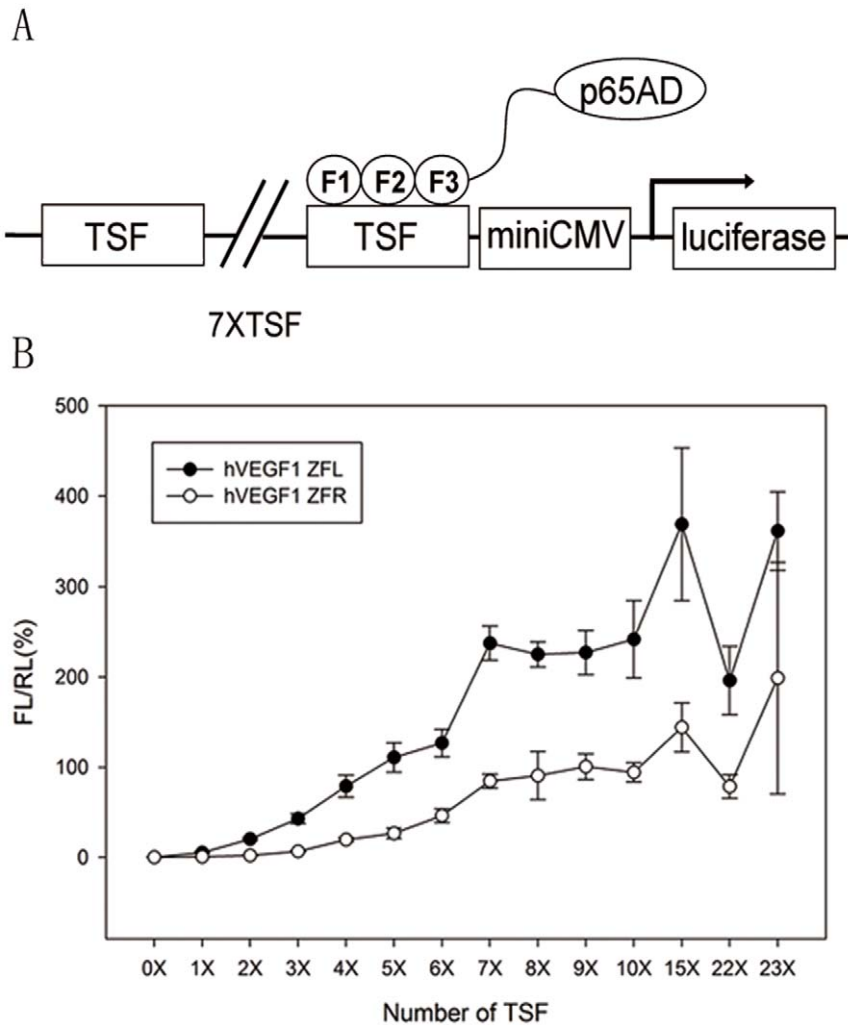 A
p65AD
F1 F2 F3
TSF TSF miniCMV luciferase
7XTSF
B
500
hVEGF1 ZFL
hVEGF1 ZFR
400
300
200
100
0
FL/RL(%)
0X 1X 2X 3X 4X 5X 6X 7X 8X 9X 10X 15X 22X 23X
Number of TSF